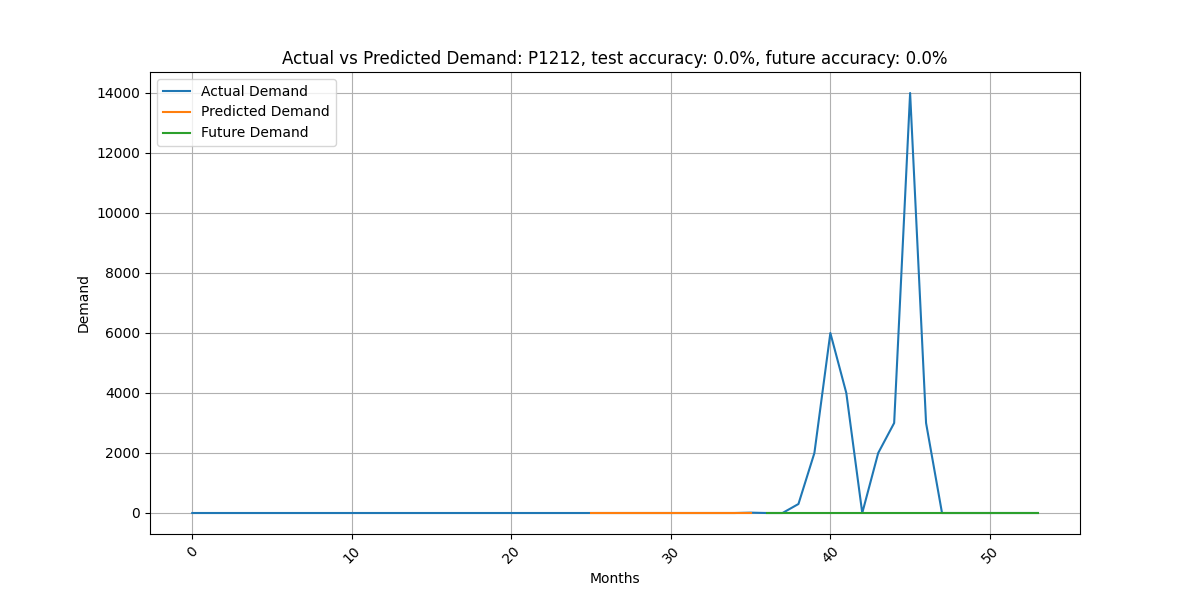 Actual vs Predicted Demand: P1212, test accuracy: 0.0%, future accuracy: 0.0%
Actual Demand
Predicted Demand
Future Demand
14000
12000
10000
8000
6000
4000
2000
0
Demand
0
10
20
30
40
50
Months